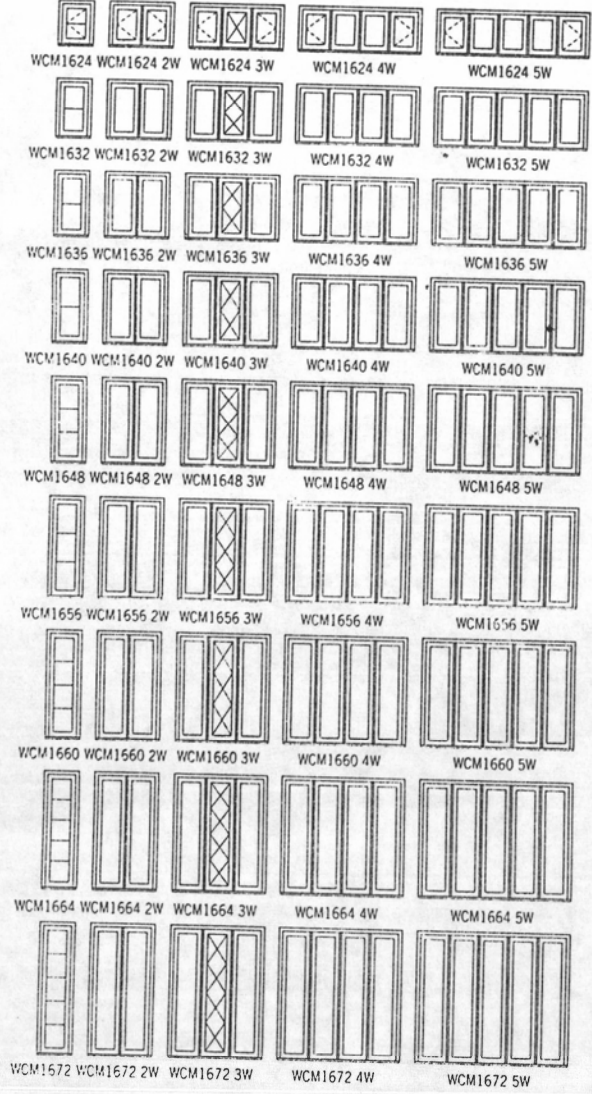 WCM1624 WCM1624 2W WCM1624 3W WCM1624 4W WCM1624 5W
WCM1632 WCM1632 2W WCM1632 3W WCM1632 4W WCM1632 5W
WCM1636 WCM1636 2W WCM1636 3W WCM1636 4W WCM1636 5W
WCM1640 WCM1640 2W WCM1640 3W WCM1640 4W WCM1640 5W
WCM1648 WCM1648 2W WCM1648 3W WCM1648 4W WCM1648 5W
WCM1656 WCM1656 2W WCM1656 3W WCM1656 4W WCM1656 5W
WCM1660 WCM1660 2W WCM1660 3W WCM1660 4W WCM1660 5W
WCM1664 WCM1664 2W WCM1664 3W WCM1664 4W WCM1664 5W
WCM1672 WCM1672 2W WCM1672 3W WCM1672 4W WCM1672 5W